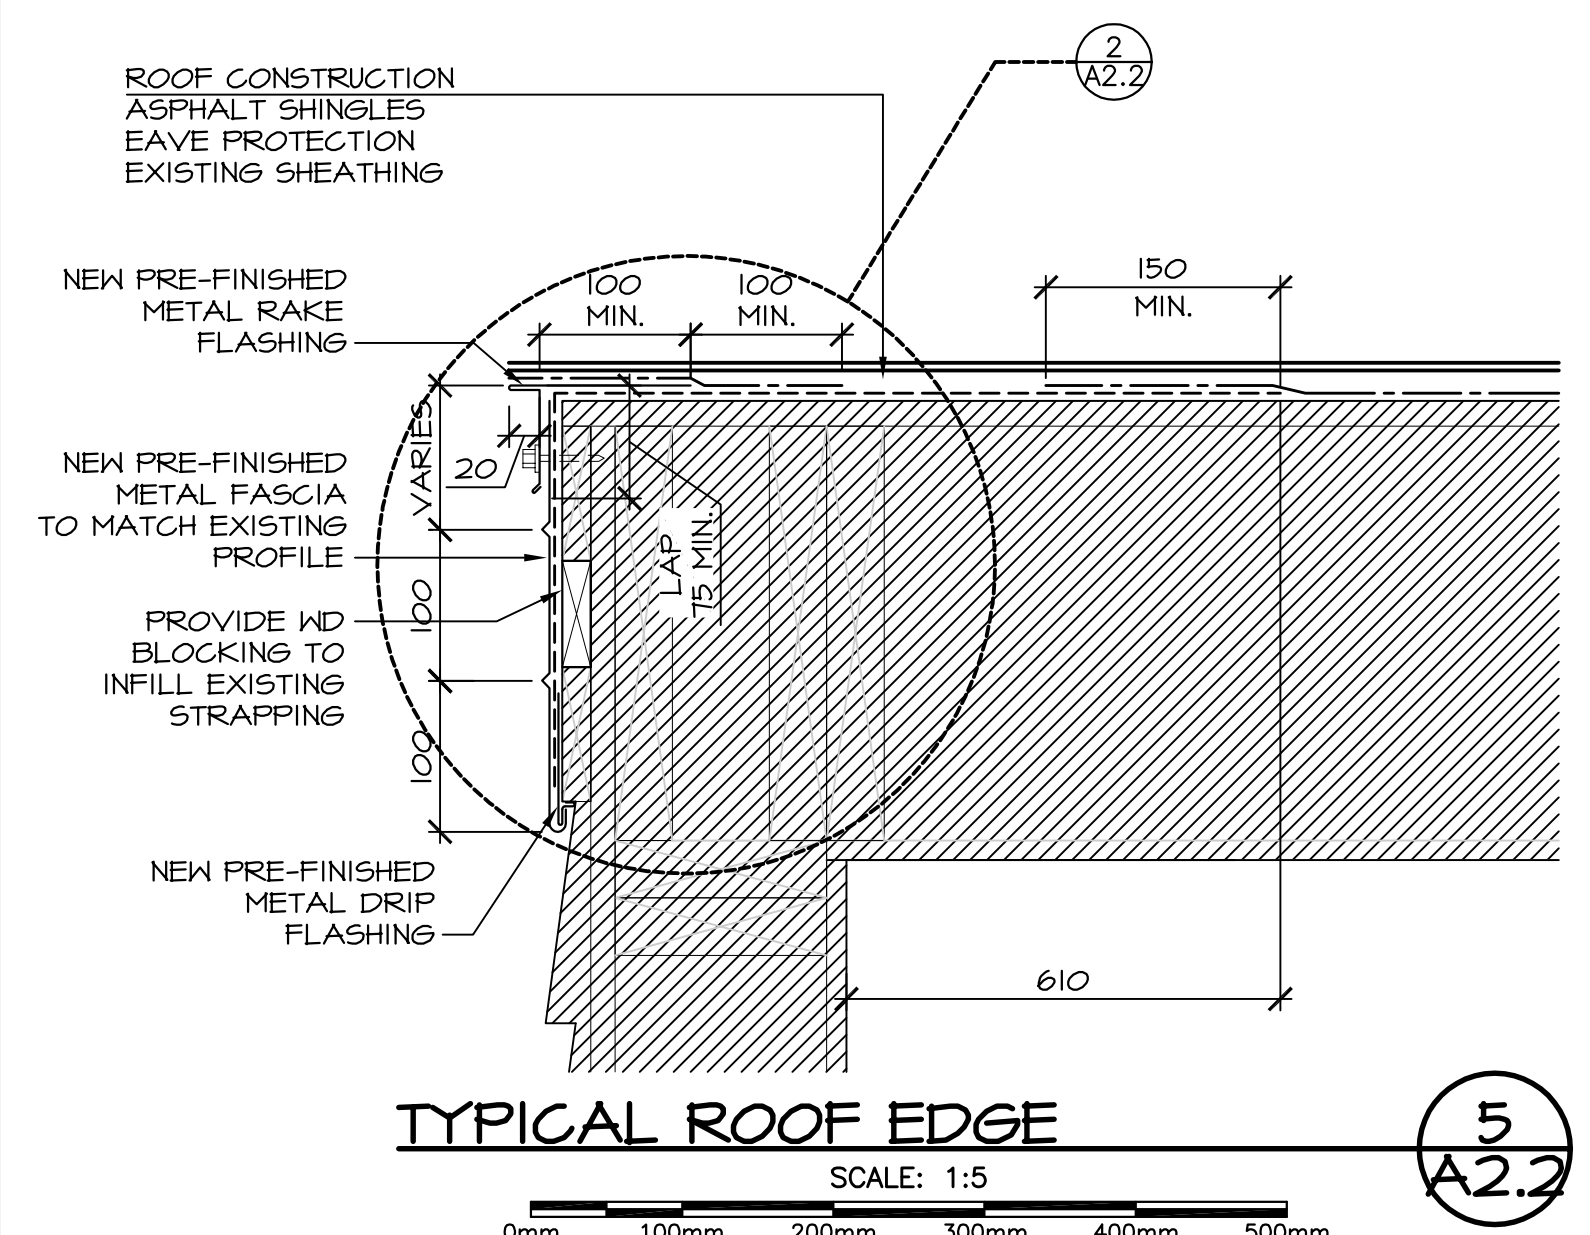 2
A2.2
ROOF CONSTRUCTION
ASPHALT SHINGLES
EAVE PROTECTION
EXISTING SHEATHING
NEW PRE-FINISHED
METAL RAKE
FLASHING
100
MIN.
100
MIN.
150
MIN.
VARIES
20
NEW PRE-FINISHED
METAL FASCIA
TO MATCH EXISTING
PROFILE
LAP
75 MIN.
100
PROVIDE WD
BLOCKING TO
INFILL EXISTING
STRAPPING
100
NEW PRE-FINISHED
METAL DRIP
FLASHING
610
TYPICAL ROOF EDGE
5
A2.2
SCALE: 1:5
0mm 100mm 200mm 300mm 400mm 500mm